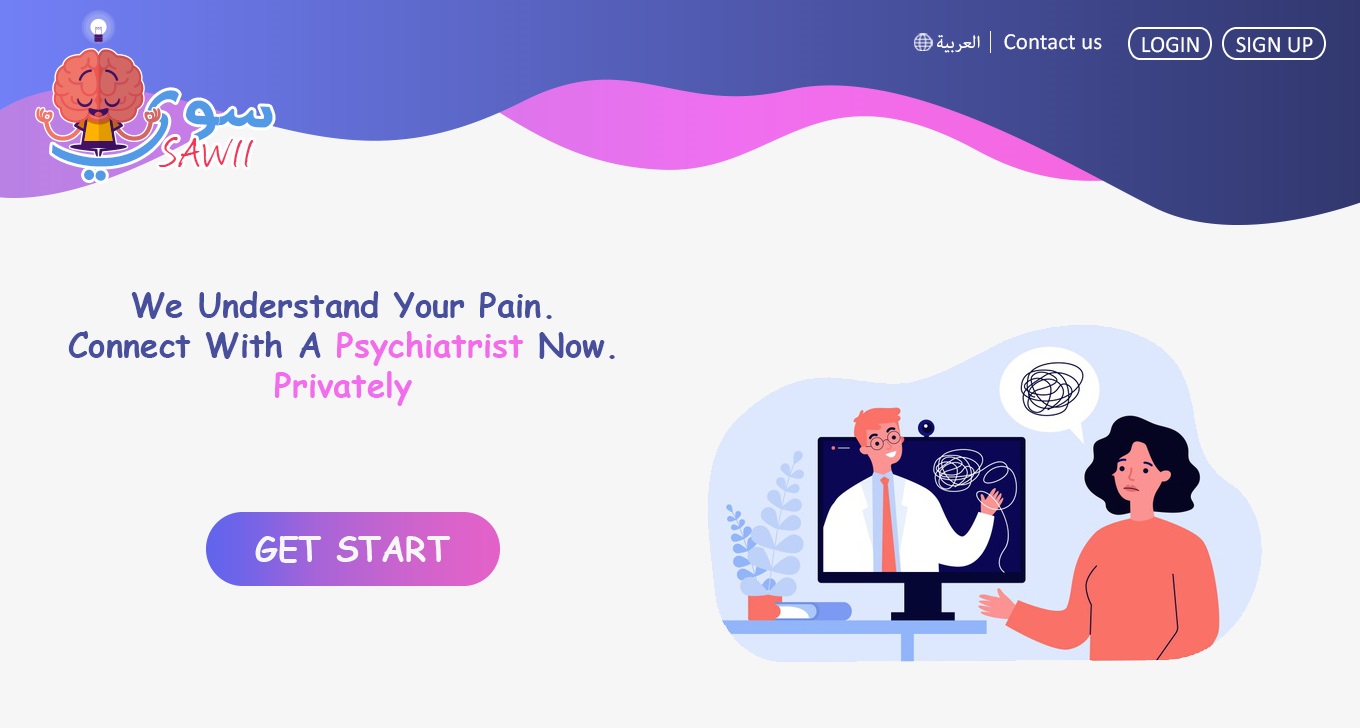 سوي
SAWII
العربية
Contact us
LOGIN
SIGN UP
We Understand Your Pain.
Connect With A Psychiatrist Now.
Privately
GET START